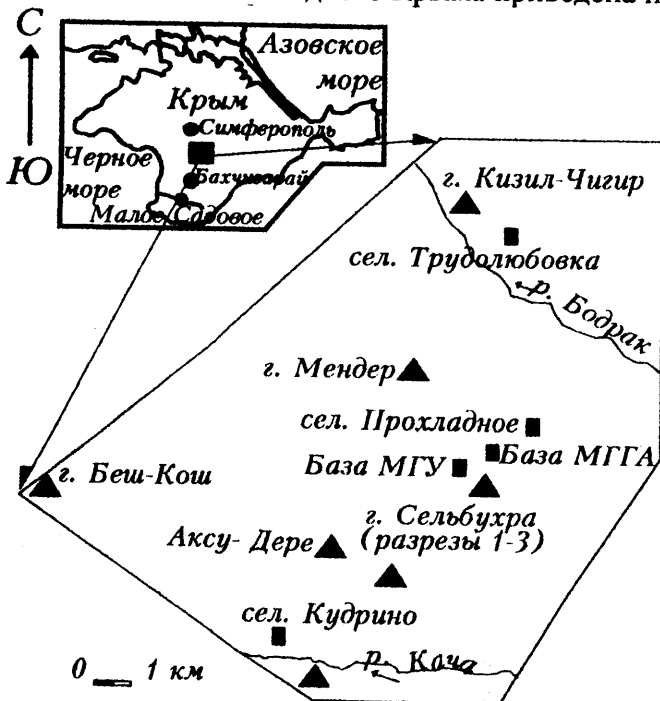 С
Ю
Азовское
море
Крым
Симферополь
Черное
море
Бахчисарай
Малое Садовое
г. Кизил-Чигир
сел. Трудолюбовка
р. Бодрак
г. Мендер
сел. Прохладное
База МГУ
База МГГА
г. Беш-Кош
г. Сельбухра
(разрезы 1-3)
Аксу- Дере
сел. Кудрино
р. Кача
0 1 км